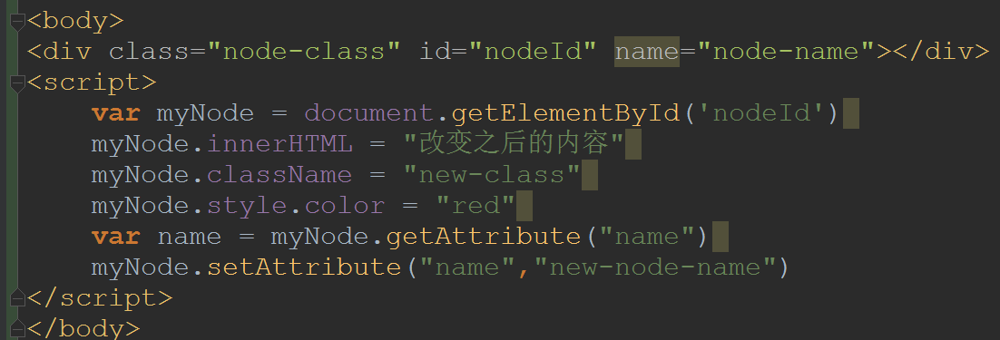 <body>
<div class="node-class" id="nodeId" name="node-name"></div>
<script>
    var myNode = document.getElementById('nodeId')
    myNode.innerHTML = "改变之后的内容"
    myNode.className = "new-class"
    myNode.style.color = "red"
    var name = myNode.getAttribute("name")
    myNode.setAttribute("name","new-node-name")
</script>
</body>